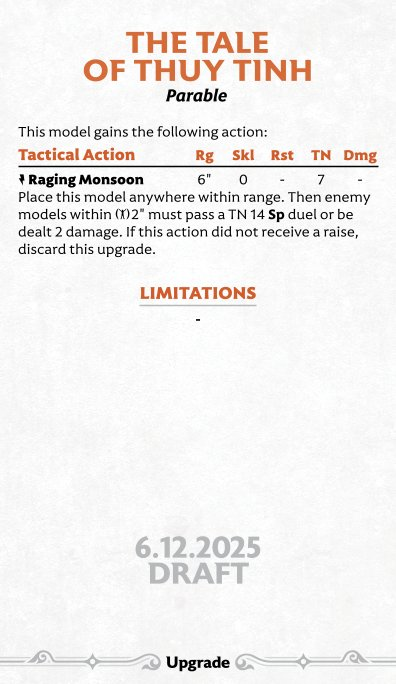 THE TALE
OF THUY TINH
Parable
This model gains the following action:
Tactical Action Rg Skl Rst TN Dmg
Raging Monsoon 6" 0 - 7 -
Place this model anywhere within range. Then enemy
models within 2" must pass a TN 14 Sp duel or be
dealt 2 damage. If this action did not receive a raise,
discard this upgrade.
LIMITATIONS
-
6.12.2025
DRAFT
Upgrade